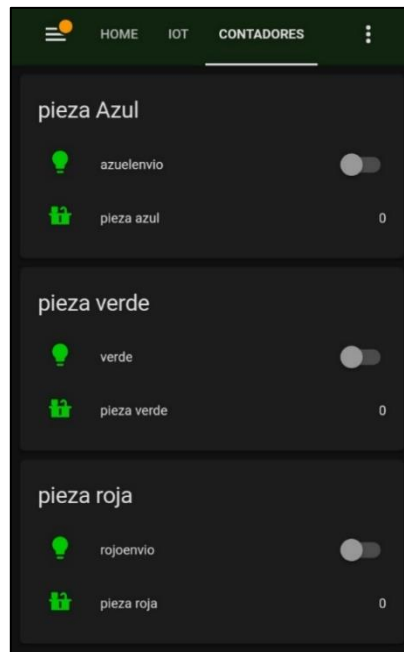 HOME IOT CONTADORES
pieza Azul
azuelenvio
pieza azul 0
pieza verde
verde
pieza verde 0
pieza roja
rojoenvio
pieza roja 0